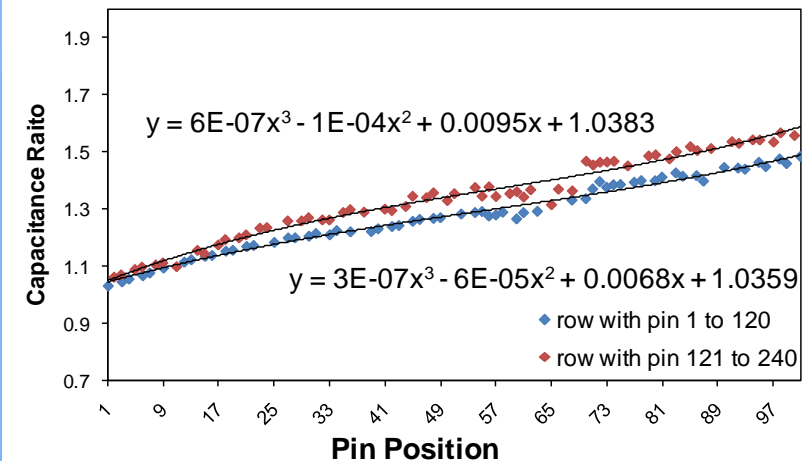 1.9
1.7
1.5
1.3
1.1
0.9
0.7
Capacitance Raito
y = 6E-07x³ - 1E-04x² + 0.0095x + 1.0383
y = 3E-07x³ - 6E-05x² + 0.0068x + 1.0359
row with pin 1 to 120
row with pin 121 to 240
1 9 17 25 33 41 49 57 65 73 81 89 97
Pin Position